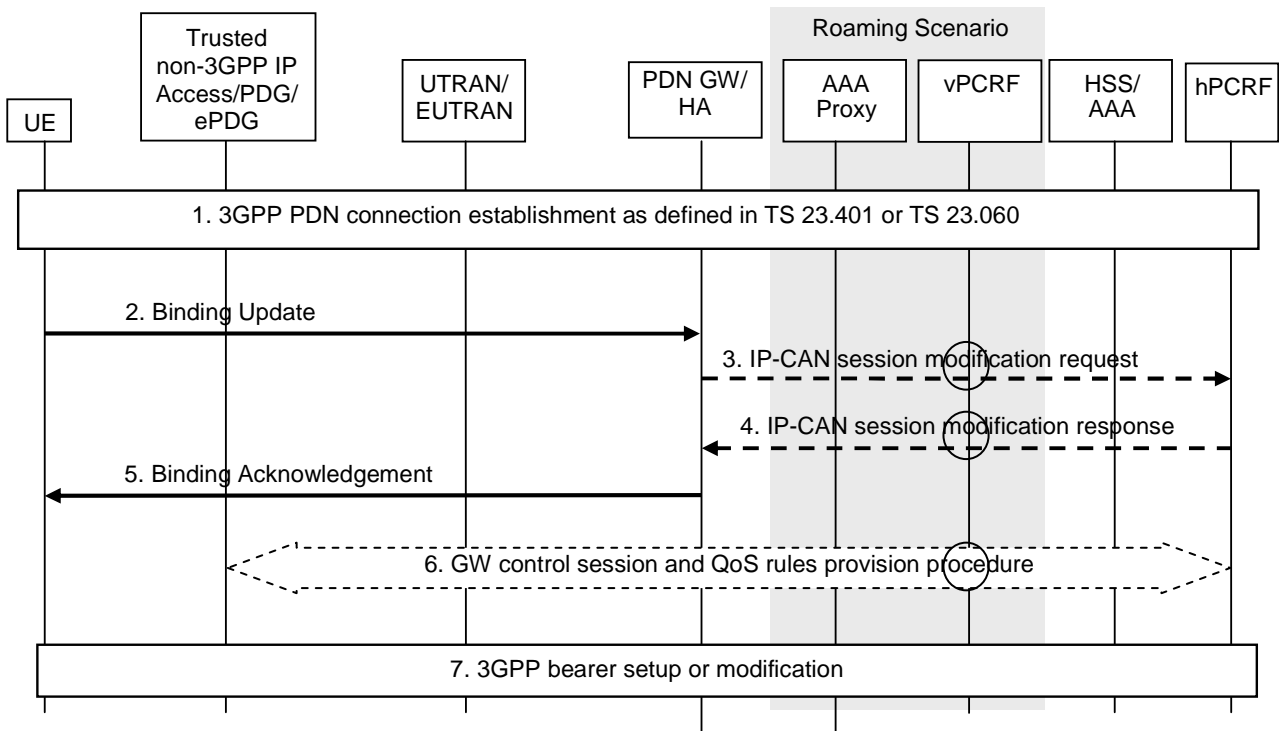 Roaming Scenario
UE
Trusted
non-3GPP IP
Access/PDG/
ePDG
UTRAN/
EUTRAN
PDN GW/
HA
AAA
Proxy
vPCRF
HSS/
AAA
hPCRF
1. 3GPP PDN connection establishment as defined in TS 23.401 or TS 23.060
2. Binding Update
3. IP-CAN session modification request
4. IP-CAN session modification response
5. Binding Acknowledgement
6. GW control session and QoS rules provision procedure
7. 3GPP bearer setup or modification